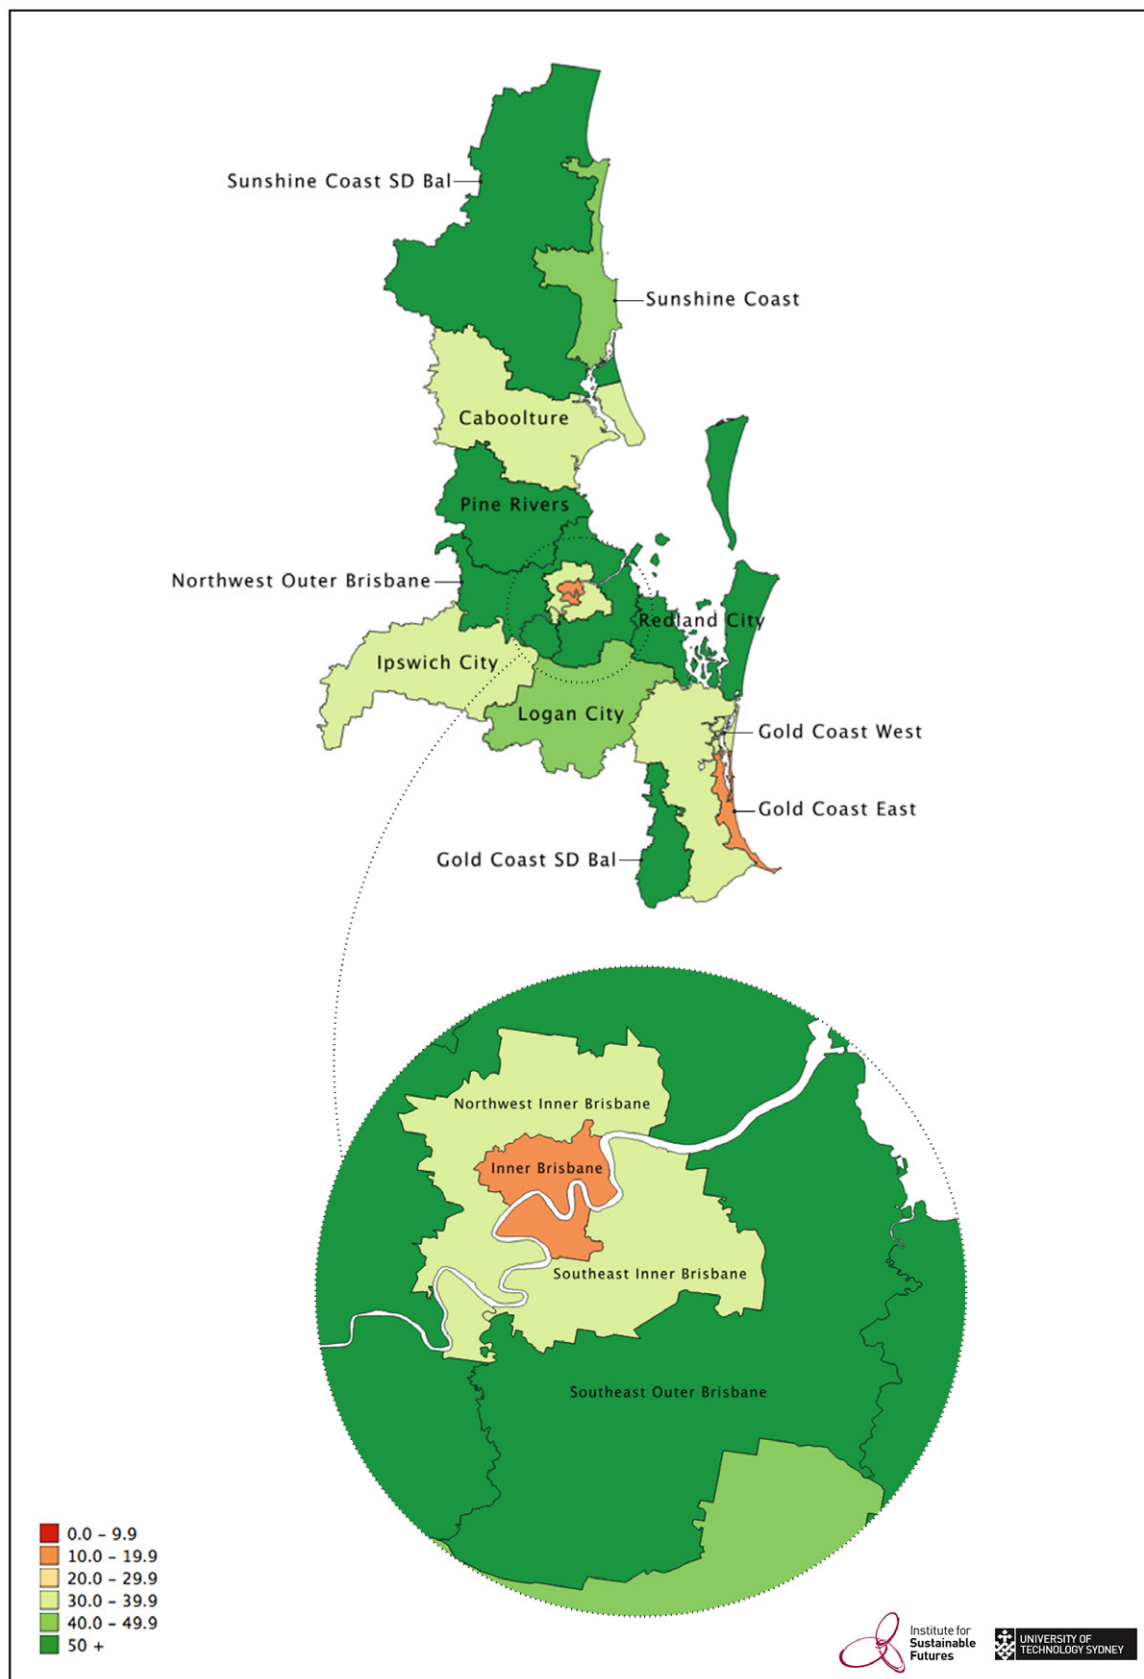 Sunshine Coast SD Bal
Sunshine Coast
Caboolture
Pine Rivers
Northwest Outer Brisbane
Redland City
Ipswich City
Logan City
Gold Coast West
Gold Coast East
Gold Coast SD Bal
Northwest Inner Brisbane
Inner Brisbane
Southeast Inner Brisbane
Southeast Outer Brisbane
0.0 – 9.9
10.0 – 19.9
20.0 – 29.9
30.0 – 39.9
40.0 – 49.9
50 +
Institute for
Sustainable
Futures
UNIVERSITY OF
TECHNOLOGY SYDNEY